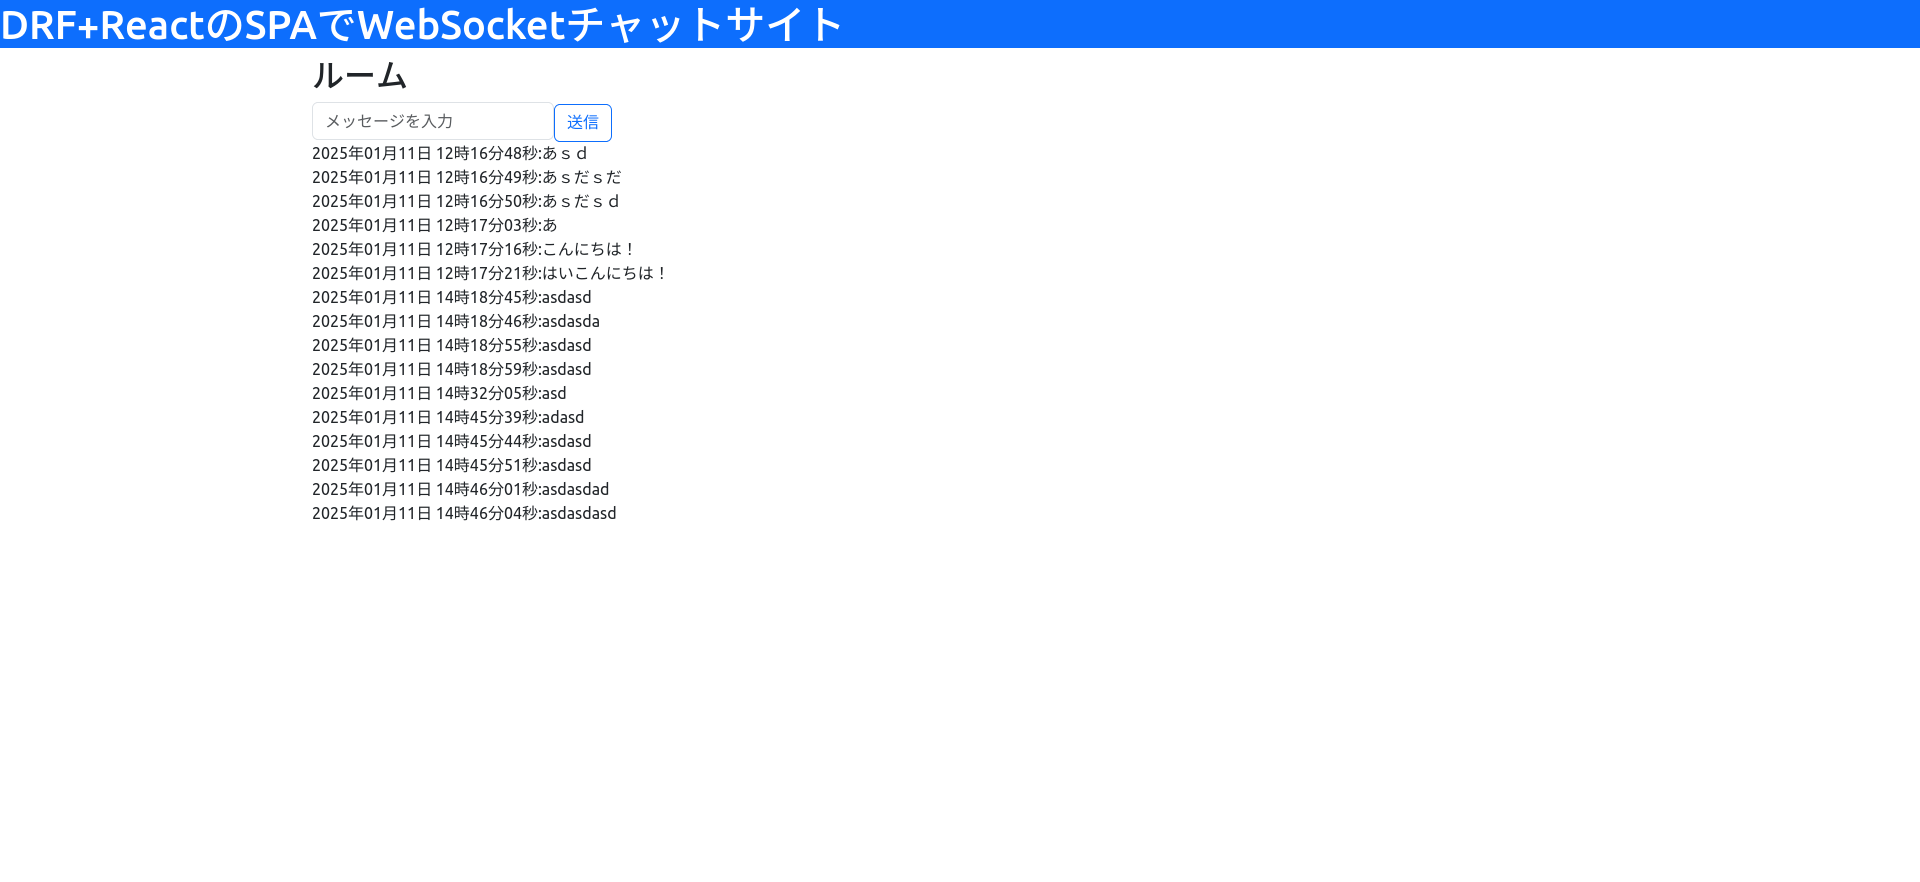 DRF+ReactのSPAでWebSocketチャットサイト
ルーム
メッセージを入力 送信
2025年01月11日 12時16分48秒:あｓｄ
2025年01月11日 12時16分49秒:あｓだｓだ
2025年01月11日 12時16分50秒:あｓだｓｄ
2025年01月11日 12時17分03秒:あ
2025年01月11日 12時17分16秒:こんにちは！
2025年01月11日 12時17分21秒:はいこんにちは！
2025年01月11日 14時18分45秒:asdasd
2025年01月11日 14時18分46秒:asdasda
2025年01月11日 14時18分55秒:asdasd
2025年01月11日 14時18分59秒:asdasd
2025年01月11日 14時32分05秒:asd
2025年01月11日 14時45分39秒:adasd
2025年01月11日 14時45分44秒:asdasd
2025年01月11日 14時45分51秒:asdasd
2025年01月11日 14時46分01秒:asdasdad
2025年01月11日 14時46分04秒:asdasdasd